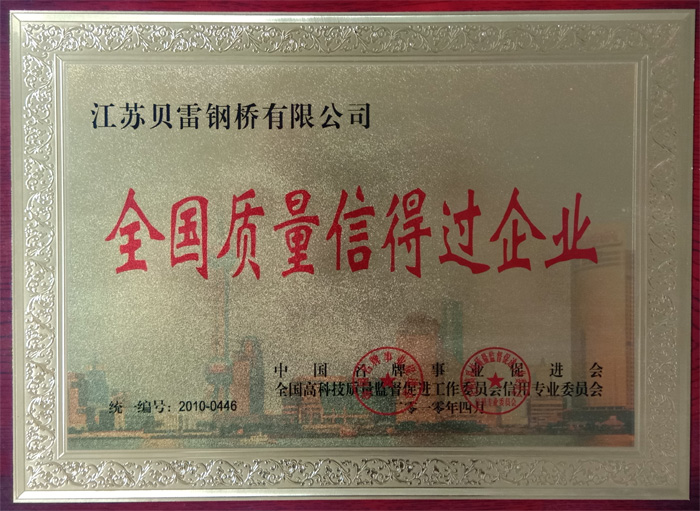 江苏贝雷钢桥有限公司
全国质量信得过企业
中国名牌事业促进会
全国高科技质量监督促进工作委员会信用专业委员会
统一编号：2010-0446
二零一零年四月